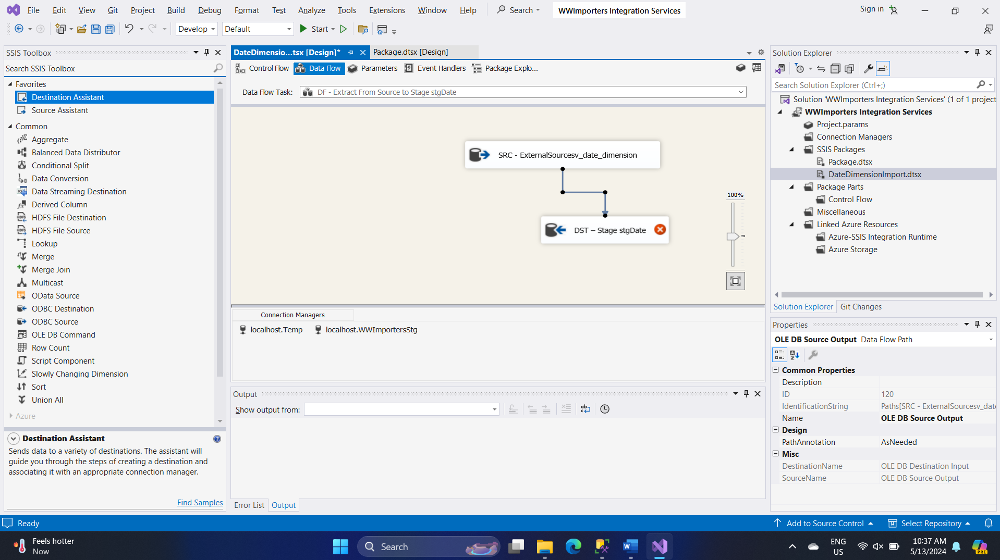 File Edit View Git Project Build Debug Format Test Analyze Tools Extensions Window Help Search WWImporters Integration Services Sign in
Develop Default Start
SSIS Toolbox
Search SSIS Toolbox
Favorites
Destination Assistant
Source Assistant
Common
Aggregate
Balanced Data Distributor
Conditional Split
Data Conversion
Data Streaming Destination
Derived Column
HDFS File Destination
HDFS File Source
Lookup
Merge
Merge Join
Multicast
OData Source
ODBC Destination
ODBC Source
OLE DB Command
Row Count
Script Component
Slowly Changing Dimension
Sort
Union All
Azure
Destination Assistant
Sends data to a variety of destinations. The assistant will
guide you through the steps of creating a destination and
associating it with an appropriate connection manager.
Find Samples
DateDimensio...tsx [Design]* Package.dtsx [Design]
Control Flow Data Flow Parameters Event Handlers Package Explo...
Data Flow Task: DF - Extract From Source to Stage stgDate
SRC - ExternalSourcesv_date_dimension
100%
DST – Stage stgDate
Connection Managers
localhost.Temp localhost.WWImportersStg
Output
Show output from:
Error List Output
Solution Explorer
Search Solution Explorer (Ctrl+;)
Solution 'WWImporters Integration Services' (1 of 1 project
WWImporters Integration Services
Project.params
Connection Managers
SSIS Packages
Package.dtsx
DateDimensionImport.dtsx
Package Parts
Control Flow
Miscellaneous
Linked Azure Resources
Azure-SSIS Integration Runtime
Azure Storage
Solution Explorer Git Changes
Properties
OLE DB Source Output Data Flow Path
Common Properties
Description
ID 120
IdentificationString Paths[SRC - ExternalSourcesv_date
Name OLE DB Source Output
Design
PathAnnotation AsNeeded
Misc
DestinationName OLE DB Destination Input
SourceName OLE DB Source Output
Ready Add to Source Control Select Repository
Feels hotter
Now
Search
ENG
US
10:37 AM
5/13/2024
PRE